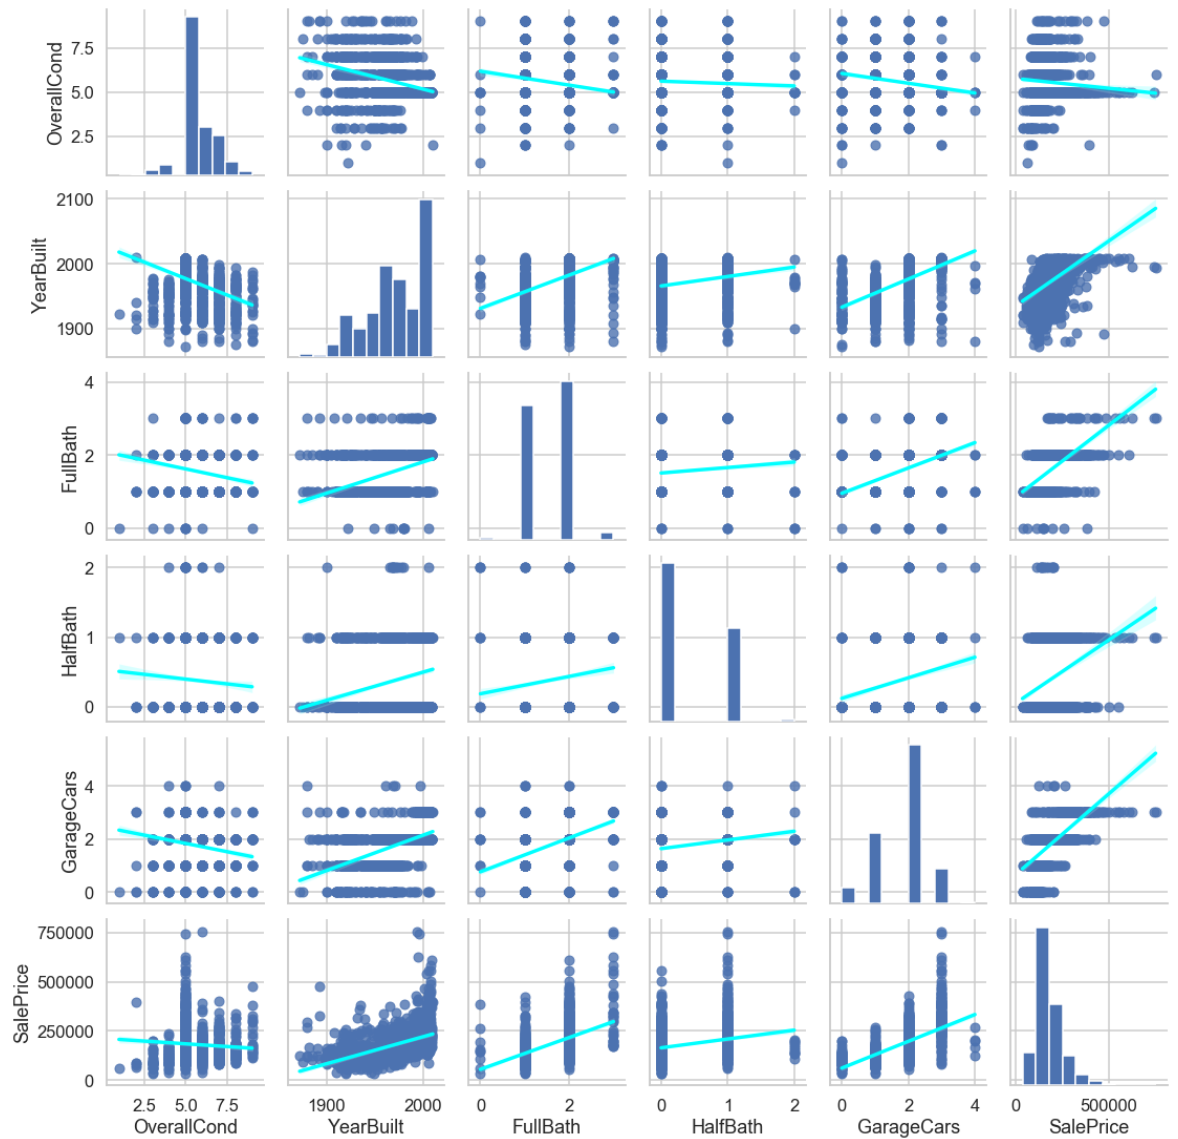 7.5
5.0
2.5
OverallCond
2100
2000
1900
YearBuilt
4
2
0
FullBath
2
1
0
HalfBath
4
2
0
GarageCars
750000
500000
250000
0
SalePrice
2.5 5.0 7.5 1900 2000 0 2 0 1 2 0 2 4 0 500000
OverallCond YearBuilt FullBath HalfBath GarageCars SalePrice